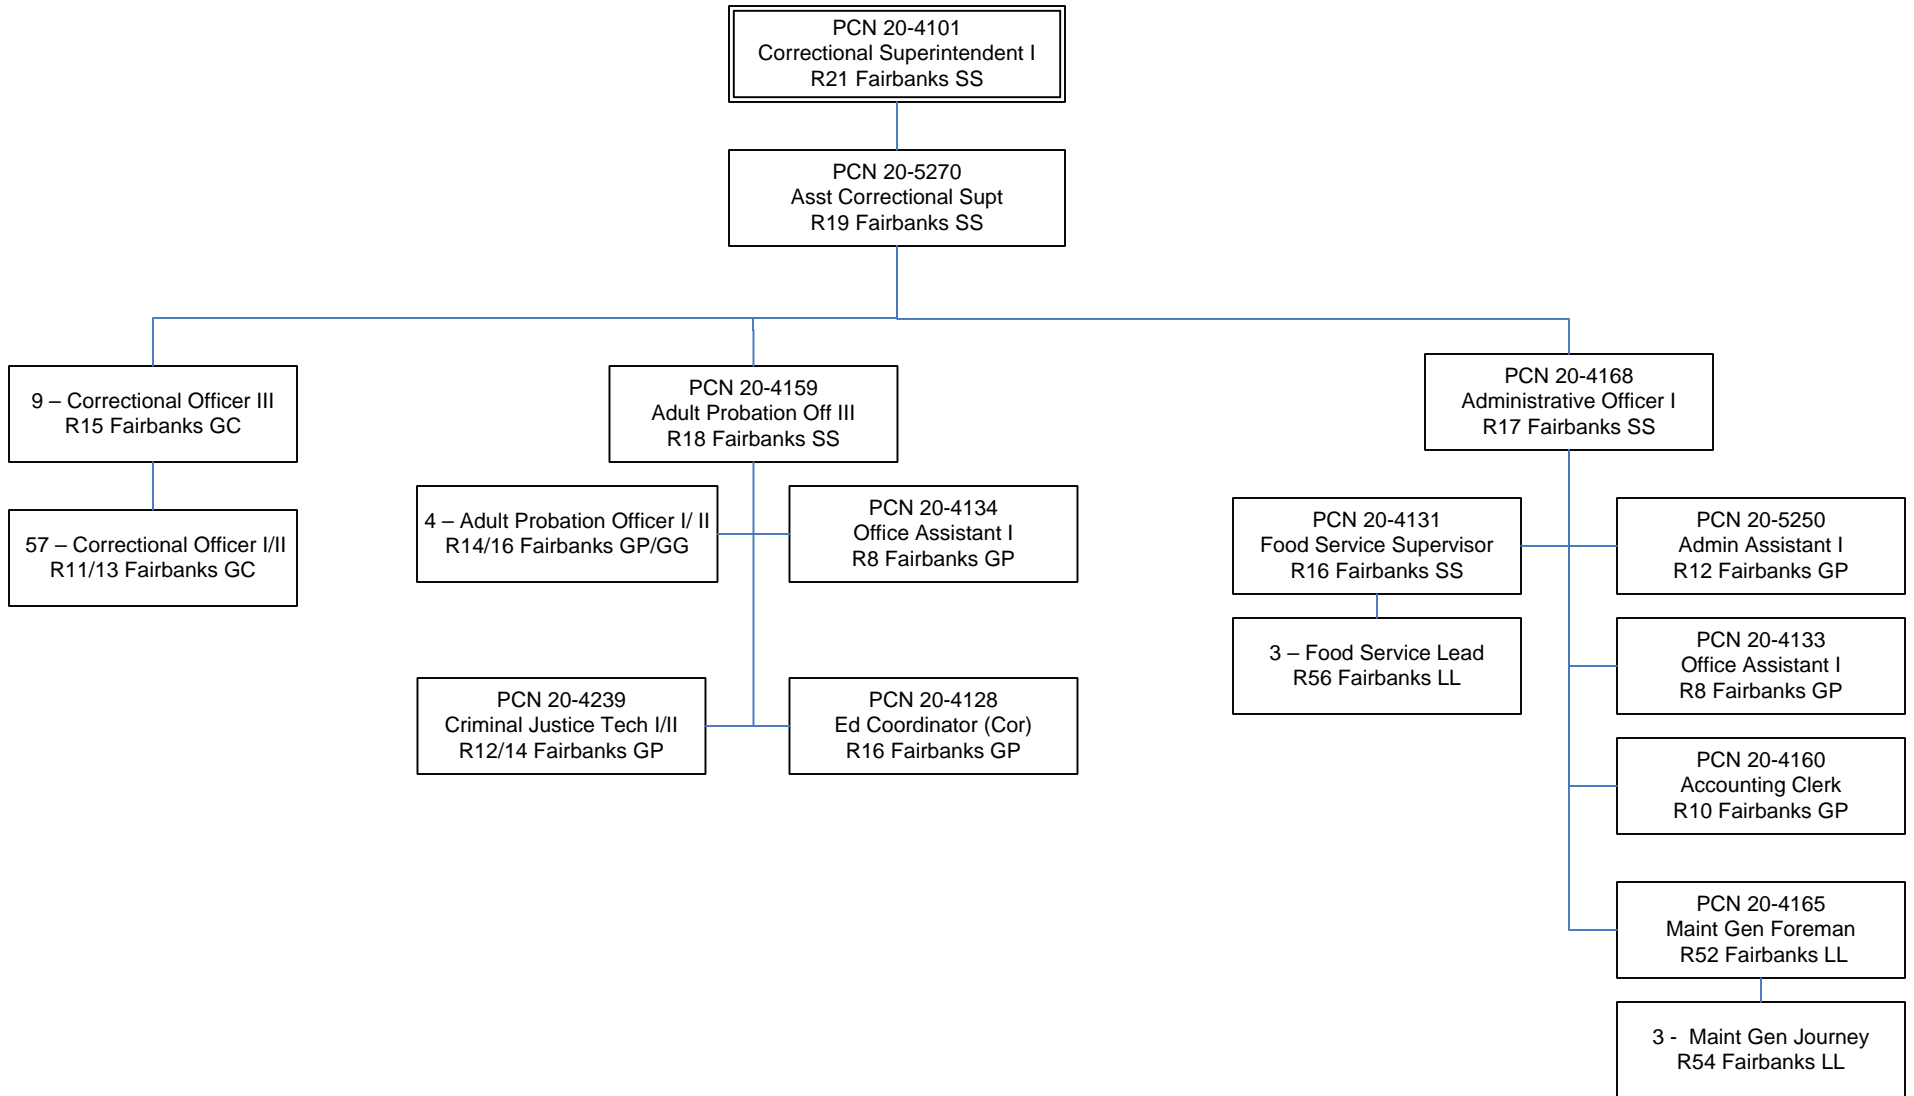 PCN 20-4101
Correctional Superintendent I
R21 Fairbanks SS
PCN 20-5270
Asst Correctional Supt
R19 Fairbanks SS
9 – Correctional Officer III
R15 Fairbanks GC
57 – Correctional Officer I/II
R11/13 Fairbanks GC
PCN 20-4159
Adult Probation Off III
R18 Fairbanks SS
4 – Adult Probation Officer I/ II
R14/16 Fairbanks GP/GG
PCN 20-4134
Office Assistant I
R8 Fairbanks GP
PCN 20-4239
Criminal Justice Tech I/II
R12/14 Fairbanks GP
PCN 20-4128
Ed Coordinator (Cor)
R16 Fairbanks GP
PCN 20-4168
Administrative Officer I
R17 Fairbanks SS
PCN 20-4131
Food Service Supervisor
R16 Fairbanks SS
3 – Food Service Lead
R56 Fairbanks LL
PCN 20-5250
Admin Assistant I
R12 Fairbanks GP
PCN 20-4133
Office Assistant I
R8 Fairbanks GP
PCN 20-4160
Accounting Clerk
R10 Fairbanks GP
PCN 20-4165
Maint Gen Foreman
R52 Fairbanks LL
3 -  Maint Gen Journey
R54 Fairbanks LL